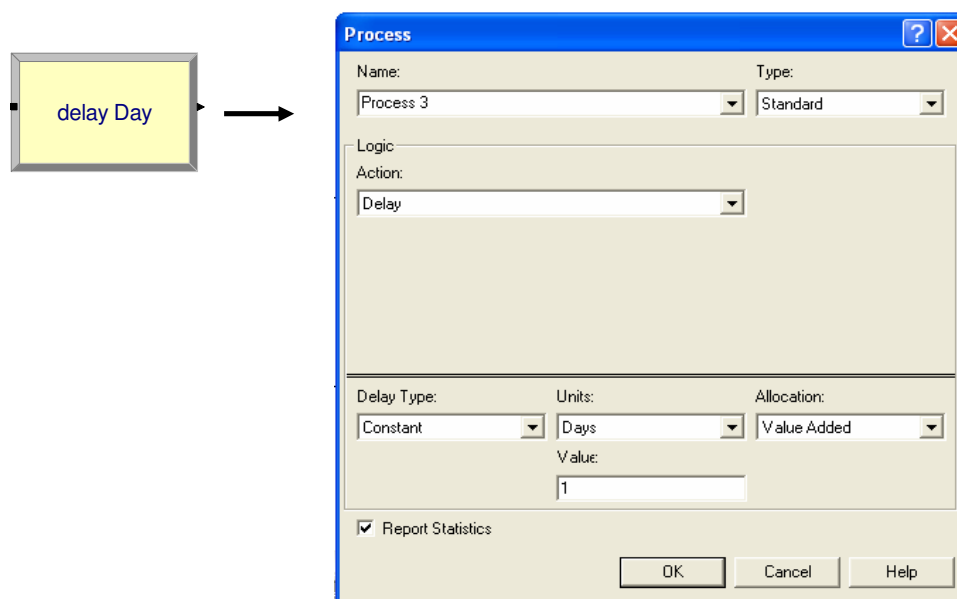 Process
delay Day
Name:
Type:
Process 3
Standard
Logic
Action:
Delay
Delay Type:
Units:
Allocation:
Constant
Days
Value Added
Value:
1
Report Statistics
OK
Cancel
Help